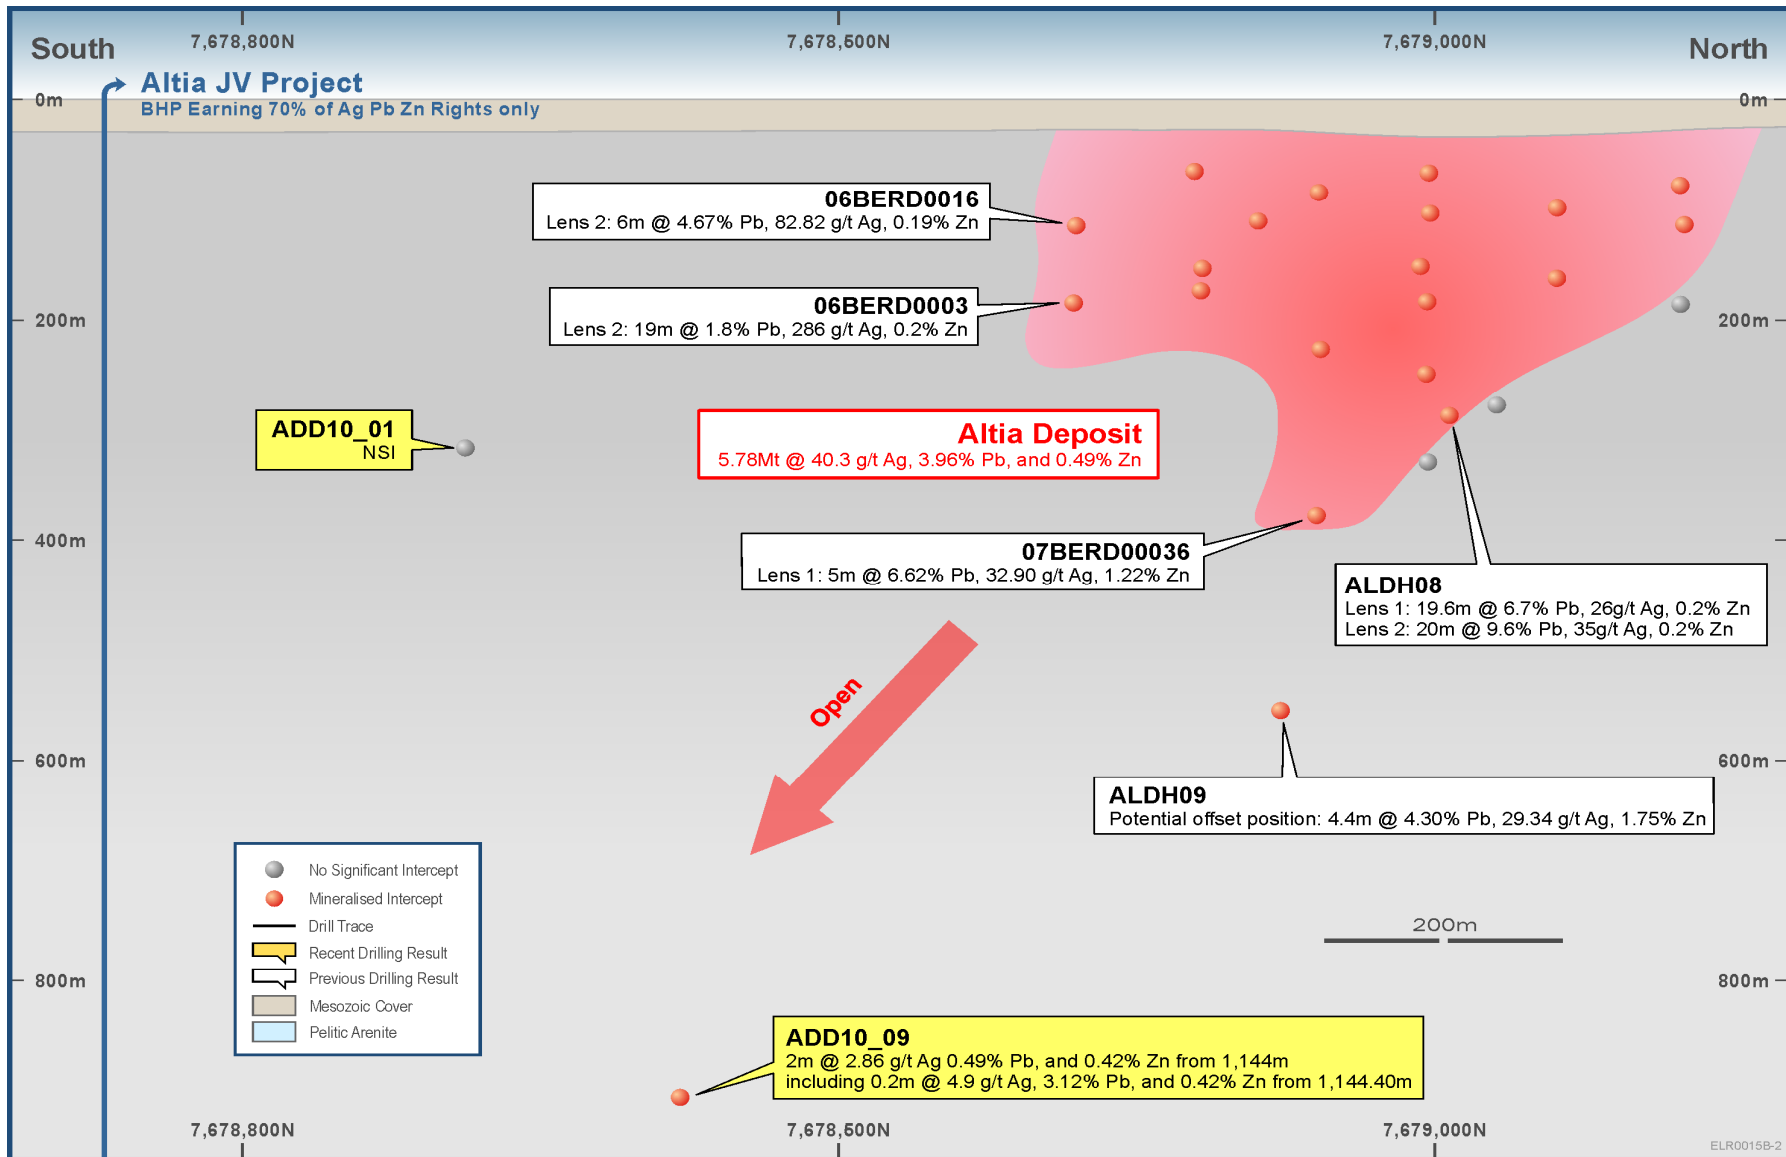 7,678,800N 7,678,500N 7,679,000N
South North
Altia JV Project
BHP Earning 70% of Ag Pb Zn Rights only
0m 0m
06BERD0016
Lens 2: 6m @ 4.67% Pb, 82.82 g/t Ag, 0.19% Zn
06BERD0003
Lens 2: 19m @ 1.8% Pb, 286 g/t Ag, 0.2% Zn
200m 200m
ADD10_01
NSI
Altia Deposit
5.78Mt @ 40.3 g/t Ag, 3.96% Pb, and 0.49% Zn
400m
07BERD00036
Lens 1: 5m @ 6.62% Pb, 32.90 g/t Ag, 1.22% Zn
ALDH08
Lens 1: 19.6m @ 6.7% Pb, 26g/t Ag, 0.2% Zn
Lens 2: 20m @ 9.6% Pb, 35g/t Ag, 0.2% Zn
Open
600m 600m
ALDH09
Potential offset position: 4.4m @ 4.30% Pb, 29.34 g/t Ag, 1.75% Zn
No Significant Intercept
Mineralised Intercept
Drill Trace
Recent Drilling Result
Previous Drilling Result
Mesozoic Cover
Pelitic Arenite
200m
800m 800m
ADD10_09
2m @ 2.86 g/t Ag 0.49% Pb, and 0.42% Zn from 1,144m
including 0.2m @ 4.9 g/t Ag, 3.12% Pb, and 0.42% Zn from 1,144.40m
7,678,800N 7,678,500N 7,679,000N
ELR0015B-2